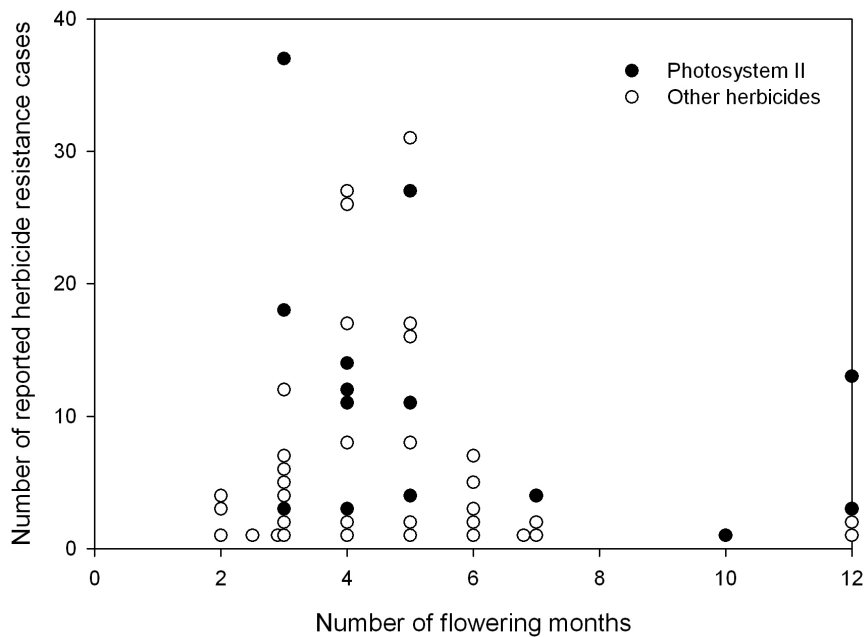 40
30
20
10
0
Number of reported herbicide resistance cases
Photosystem II
Other herbicides
0 2 4 6 8 10 12
Number of flowering months